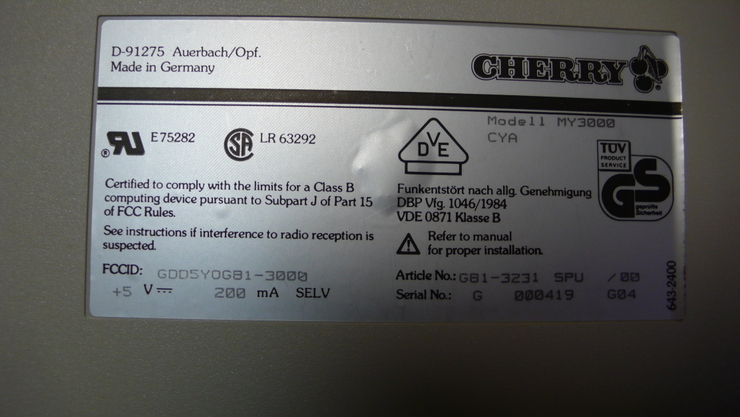 D-91275 Auerbach/Opf.
Made in Germany
CHERRY
Modell MY3000
CYA
E75282
LR 63292
DVE
TÜV
PRODUCT
SERVICE
GS
geprüfte
Sicherheit
Certified to comply with the limits for a Class B
computing device pursuant to Subpart J of Part 15
of FCC Rules.
See instructions if interference to radio reception is
suspected.
FCCID: GDD5YOG81-3000
+5 V 200 mA SELV
Funkentstört nach allg. Genehmigung
DBP Vfg. 1046/1984
VDE 0871 Klasse B
Refer to manual
for proper installation.
Article No.: G81-3231 SPU /00
Serial No.: G 000419 G04
643-2400